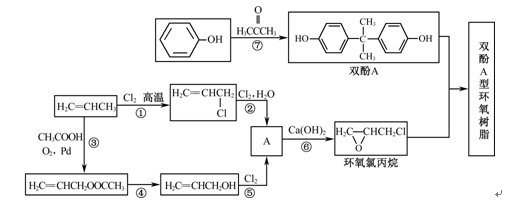 OH
O
H₃CCCH₃
⑦
HO
CH₃
C
CH₃
OH
双酚A
双酚A型环氧树脂
H₂C=CHCH₃
Cl₂ 高温
①
H₂C=CHCH₂
Cl
Cl₂, H₂O
②
CH₃COOH
O₂, Pd
③
A
Ca(OH)₂
⑥
H₂C—CHCH₂Cl
O
环氧氯丙烷
H₂C=CHCH₂OOCCH₃
④
H₂C=CHCH₂OH
Cl₂
⑤